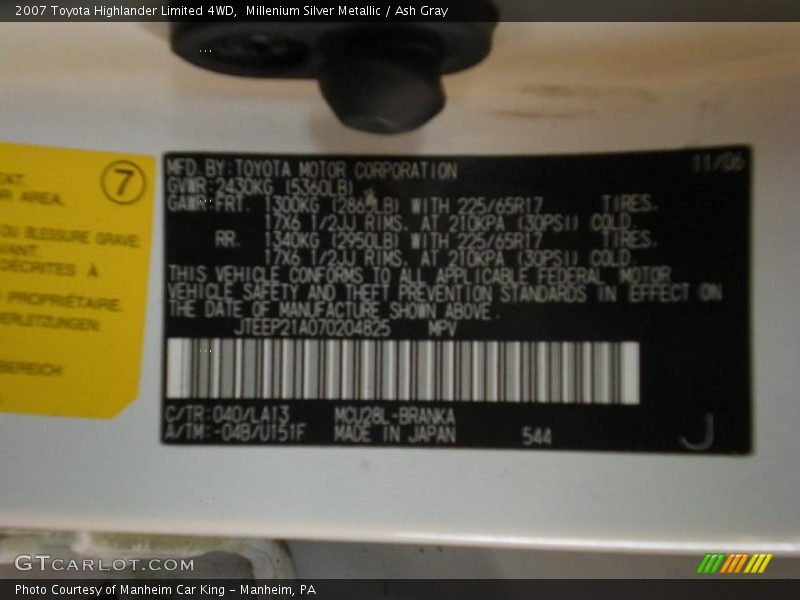 2007 Toyota Highlander Limited 4WD,  Millenium Silver Metallic / Ash Gray
7
AREA.
OU BLESSURE GRAVE
DÉCRITES À
PROPRIÉTAIRE.
MFD. BY: TOYOTA MOTOR CORPORATION 11/06
GVWR: 2430KG (5360LB)
GAWR: FRT. 1300KG (2865LB) WITH 225/65R17 TIRES.
17X6 1/2JJ RIMS. AT 210KPA (30PSI) COLD.
RR. 1340KG (2950LB) WITH 225/65R17 TIRES.
17X6 1/2JJ RIMS. AT 210KPA (30PSI) COLD.
THIS VEHICLE CONFORMS TO ALL APPLICABLE FEDERAL MOTOR
VEHICLE SAFETY AND THEFT PREVENTION STANDARDS IN EFFECT ON
THE DATE OF MANUFACTURE SHOWN ABOVE.
JTEEP21A070204825 MPV
C/TR: 040/LA13 MCU28L-BRANKA
A/TM: -04B/U151F MADE IN JAPAN 544 J
GTCARLOT.COM
Photo Courtesy of Manheim Car King - Manheim, PA